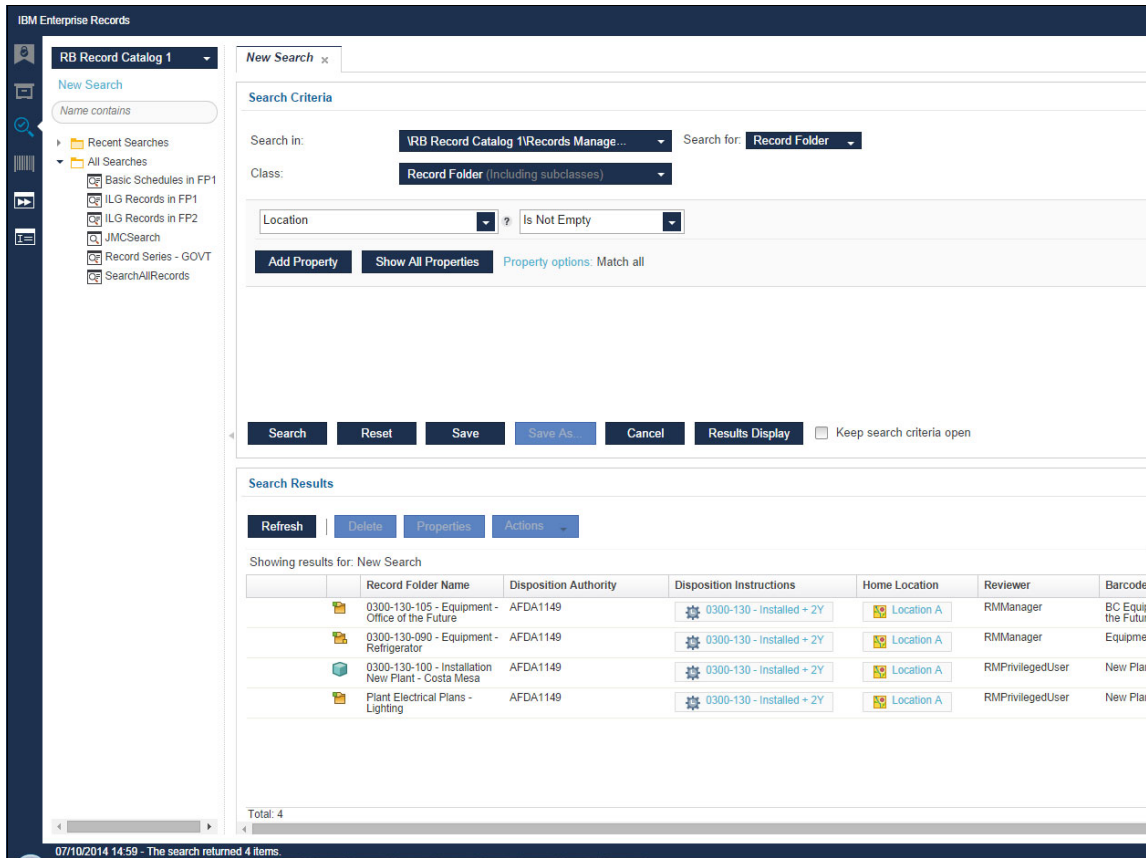 IBM Enterprise Records
RB Record Catalog 1
New Search
Name contains
Recent Searches
All Searches
Basic Schedules in FP1
ILG Records in FP1
ILG Records in FP2
JMCSearch
Record Series - GOVT
SearchAllRecords
New Search
Search Criteria
Search in: \RB Record Catalog 1\Records Manage... Search for: Record Folder
Class: Record Folder (Including subclasses)
Location ? Is Not Empty
Add Property Show All Properties Property options: Match all
Search Reset Save Save As... Cancel Results Display Keep search criteria open
Search Results
Refresh Delete Properties Actions
Showing results for: New Search
Record Folder Name Disposition Authority Disposition Instructions Home Location Reviewer Barcode
0300-130-105 - Equipment - AFDA1149 0300-130 - Installed + 2Y Location A RMManager BC Equip
Office of the Future the Futur
0300-130-090 - Equipment - AFDA1149 0300-130 - Installed + 2Y Location A RMManager Equipme
Refrigerator
0300-130-100 - Installation AFDA1149 0300-130 - Installed + 2Y Location A RMPrivilegedUser New Plan
New Plant - Costa Mesa
Plant Electrical Plans - AFDA1149 0300-130 - Installed + 2Y Location A RMPrivilegedUser New Plan
Lighting
Total: 4
07/10/2014 14:59 - The search returned 4 items.